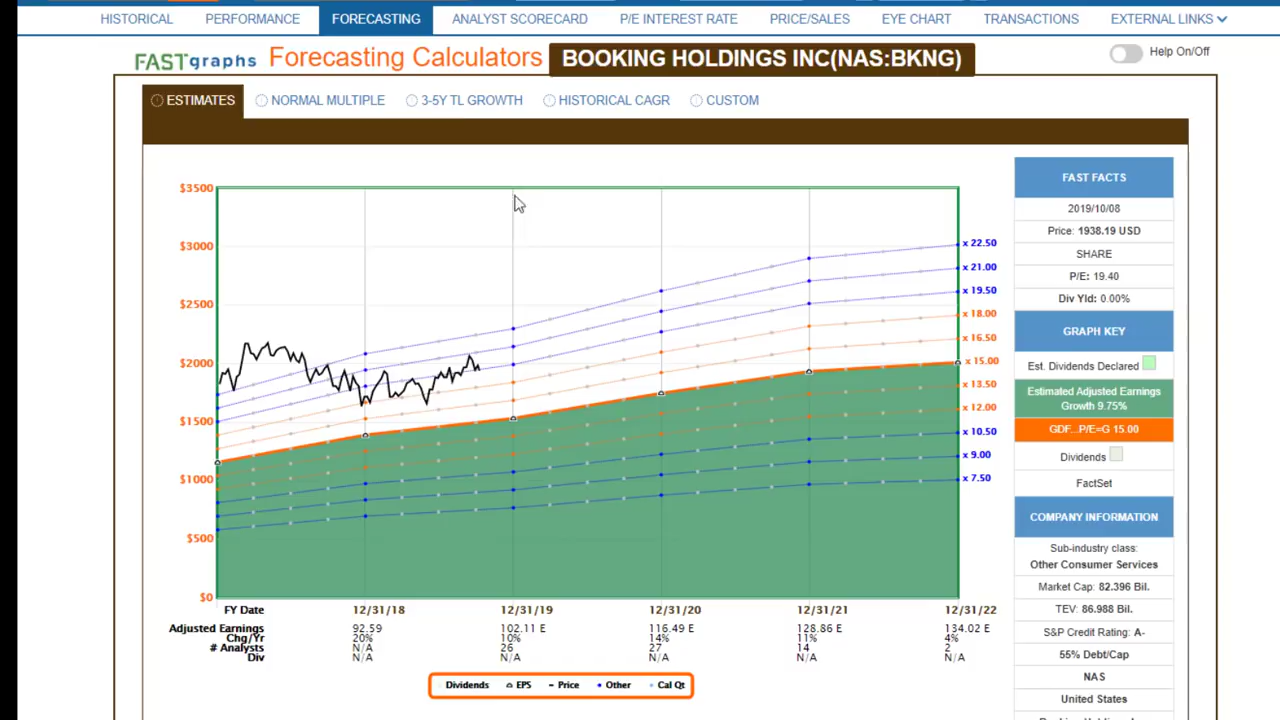 HISTORICAL PERFORMANCE FORECASTING ANALYST SCORECARD P/E INTEREST RATE PRICE/SALES EYE CHART TRANSACTIONS EXTERNAL LINKS
FASTgraphs Forecasting Calculators BOOKING HOLDINGS INC(NAS:BKNG) Help On/Off
ESTIMATES NORMAL MULTIPLE 3-5Y TL GROWTH HISTORICAL CAGR CUSTOM
$3500
$3000
$2500
$2000
$1500
$1000
$500
$0
x 22.50
x 21.00
x 19.50
x 18.00
x 16.50
x 15.00
x 13.50
x 12.00
x 10.50
x 9.00
x 7.50
FY Date 12/31/18 12/31/19 12/31/20 12/31/21 12/31/22
Adjusted Earnings 92.59 102.11 E 116.49 E 128.86 E 134.02 E
Chg/Yr 20% 10% 14% 11% 4%
# Analysts N/A 26 27 14 2
Div N/A N/A N/A N/A N/A
Dividends EPS Price Other Cal Qt
FAST FACTS
2019/10/08
Price: 1938.19 USD
SHARE
P/E: 19.40
Div Yld: 0.00%
GRAPH KEY
Est. Dividends Declared
Estimated Adjusted Earnings
Growth 9.75%
GDF...P/E=G 15.00
Dividends
FactSet
COMPANY INFORMATION
Sub-industry class:
Other Consumer Services
Market Cap: 82.396 Bil.
TEV: 86.988 Bil.
S&P Credit Rating: A-
55% Debt/Cap
NAS
United States